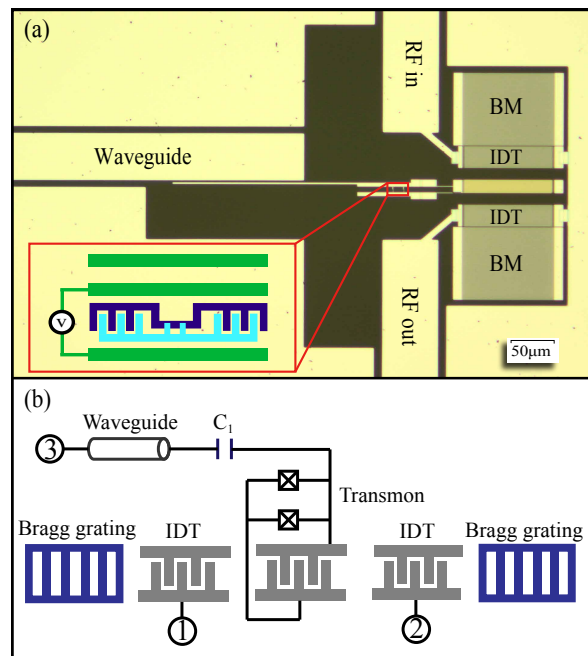 (a)
RF in
BM
Waveguide
IDT
IDT
BM
RF out
V
50μm
(b)
Waveguide
C1
3
Transmon
Bragg grating
IDT
IDT
Bragg grating
1
2